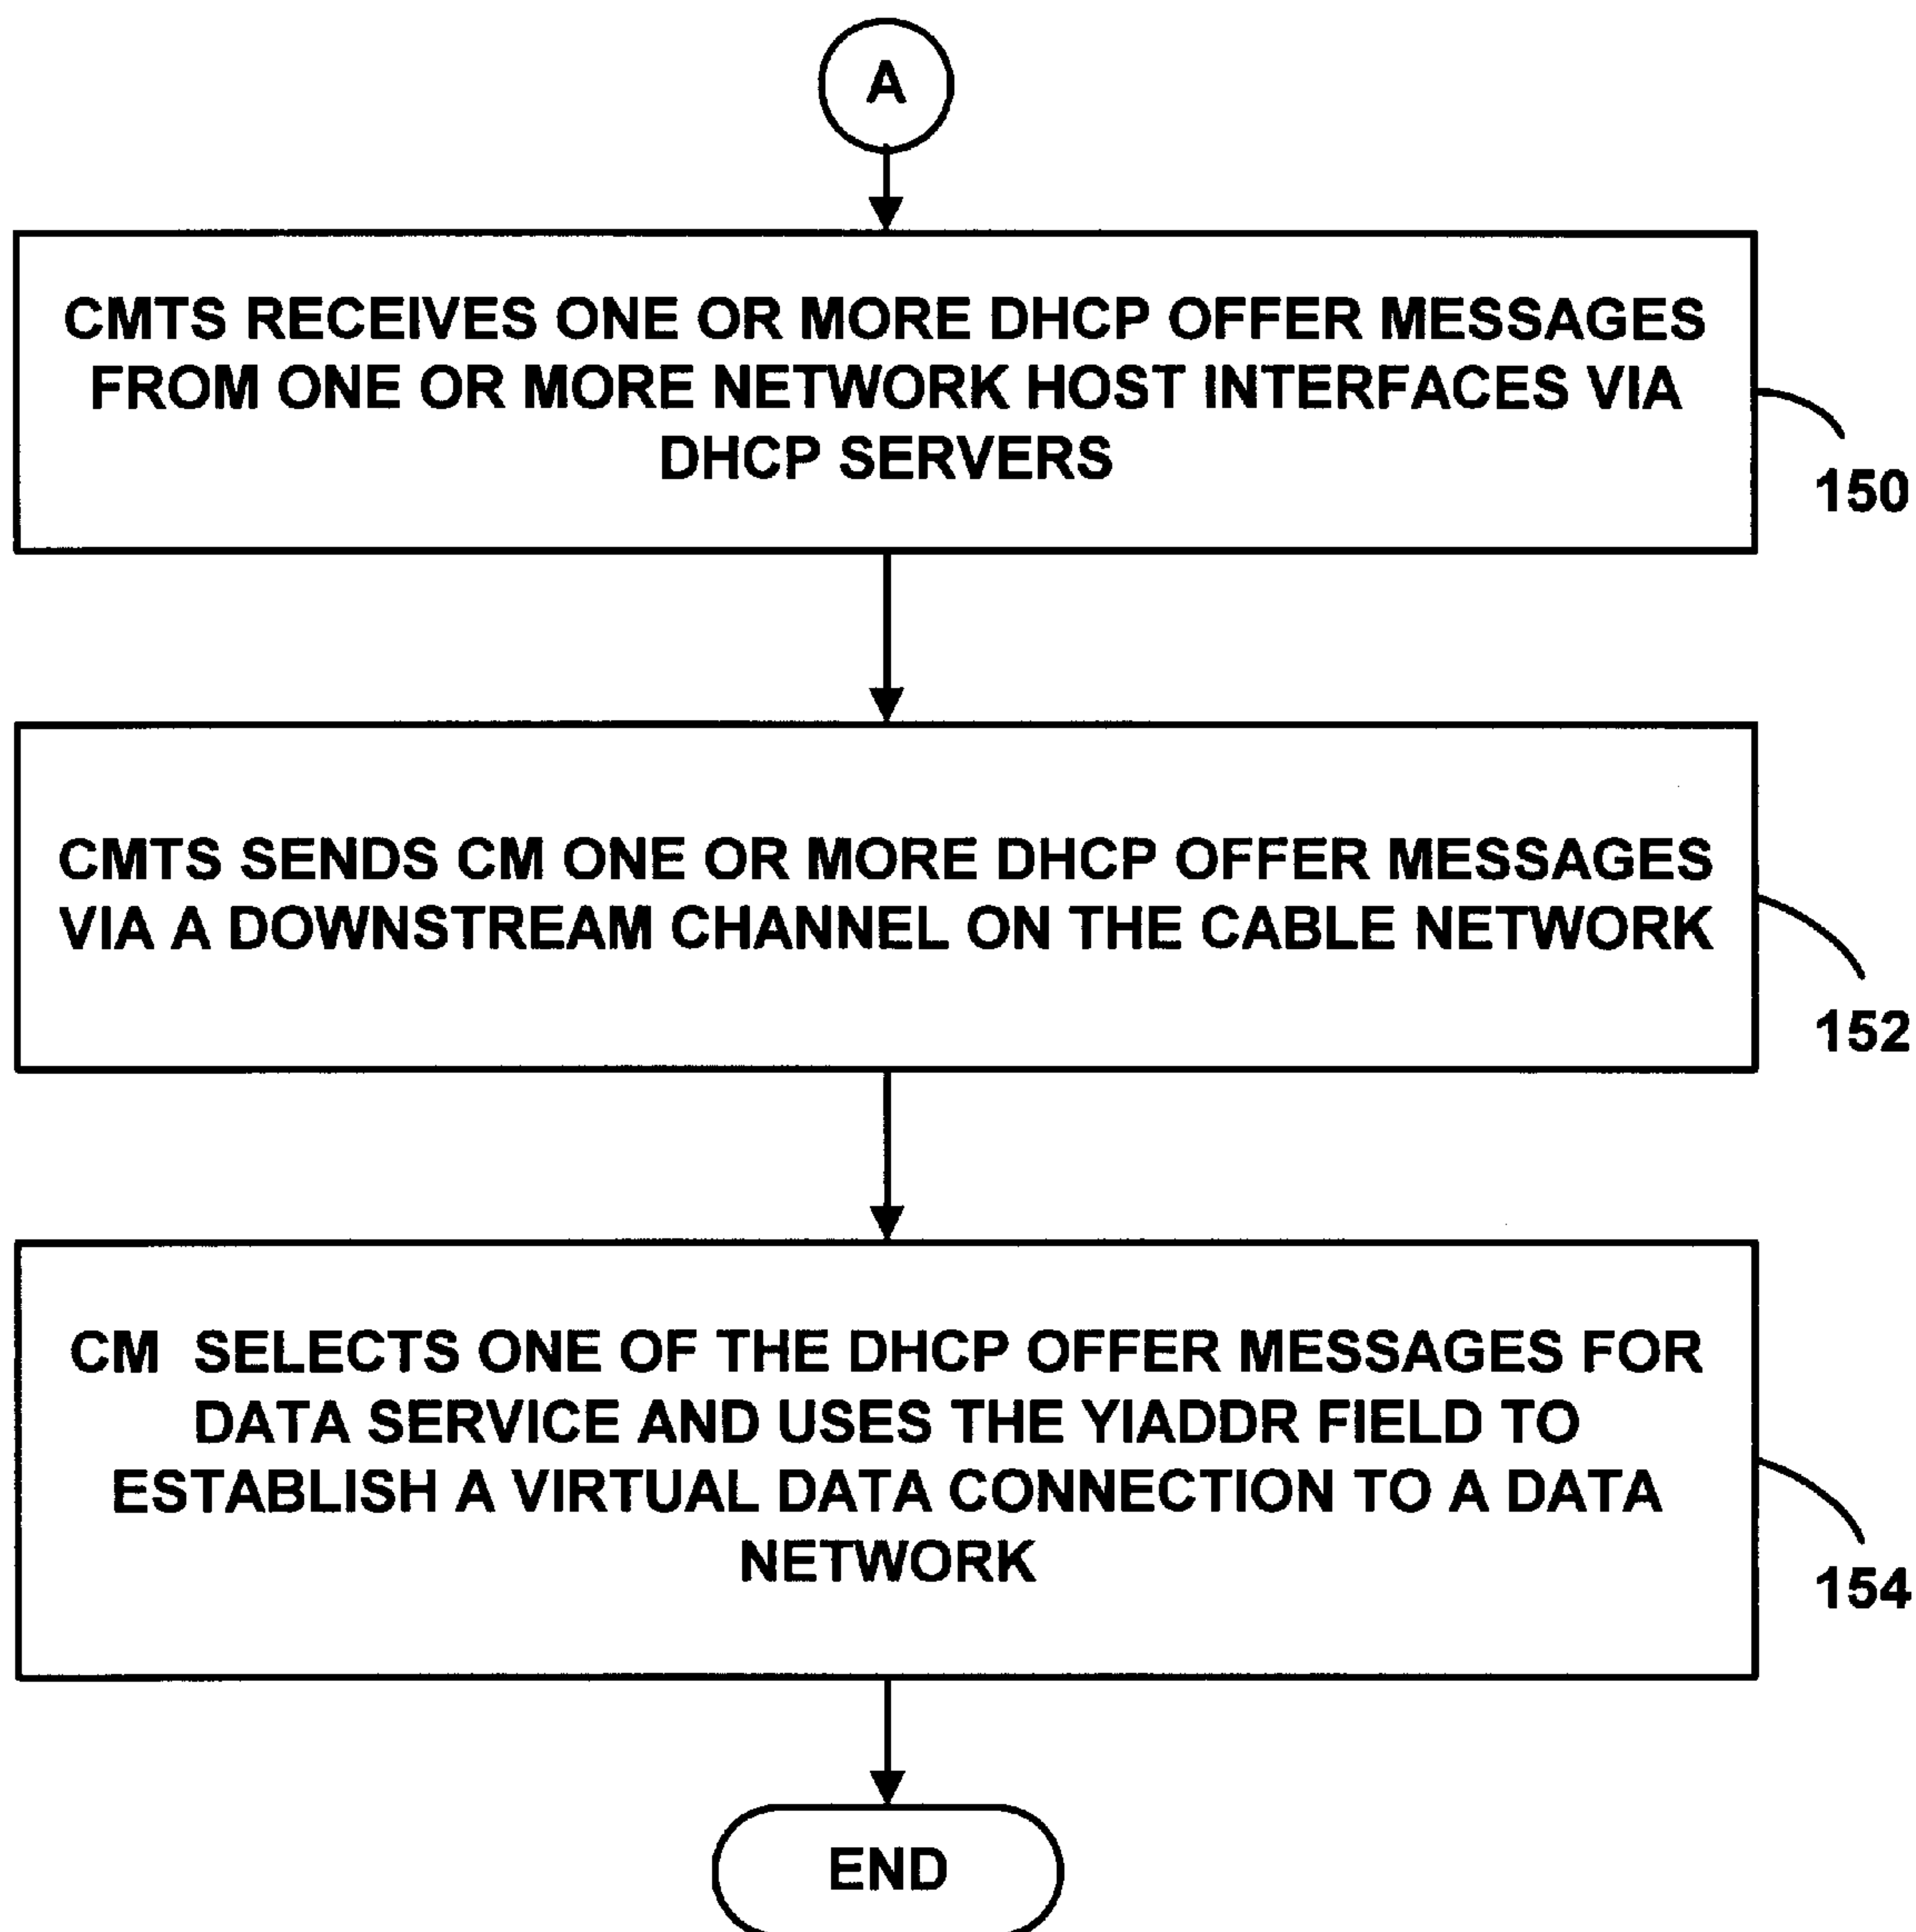 A
CMTS RECEIVES ONE OR MORE DHCP OFFER MESSAGES
FROM ONE OR MORE NETWORK HOST INTERFACES VIA
DHCP SERVERS
150
CMTS SENDS CM ONE OR MORE DHCP OFFER MESSAGES
VIA A DOWNSTREAM CHANNEL ON THE CABLE NETWORK
152
CM SELECTS ONE OF THE DHCP OFFER MESSAGES FOR
DATA SERVICE AND USES THE YIADDR FIELD TO
ESTABLISH A VIRTUAL DATA CONNECTION TO A DATA
NETWORK
154
END